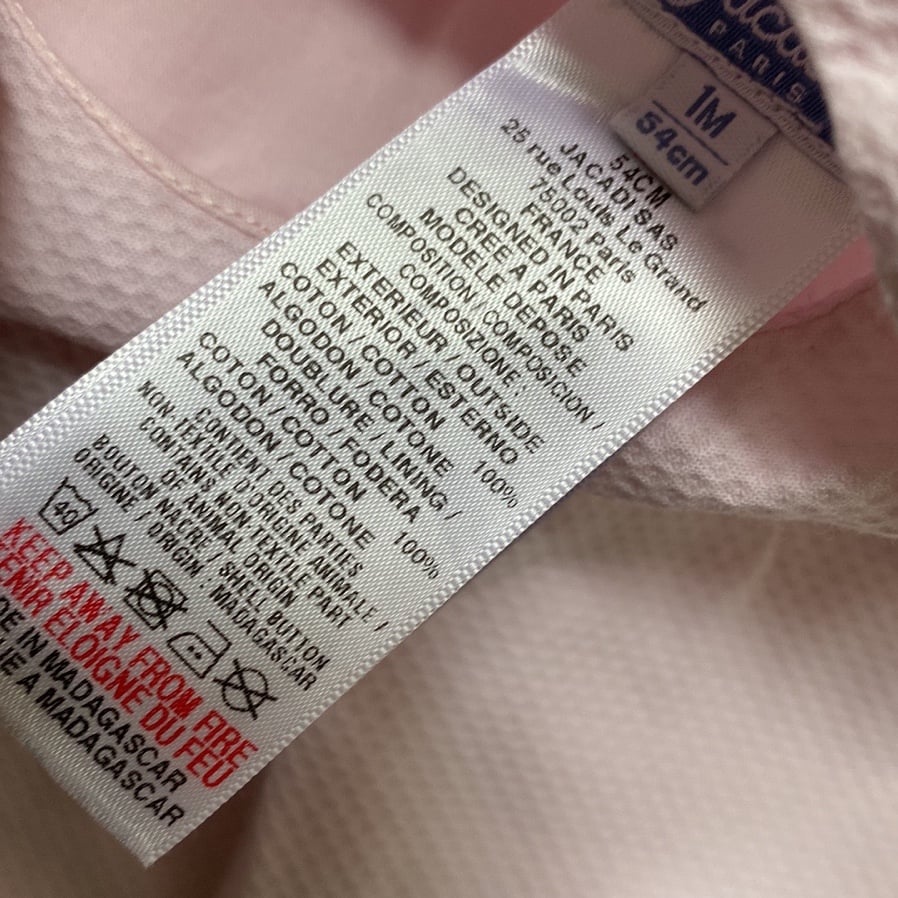 PARIS
1M
54cm
54CM
JACADI SAS
25 rue Louis Le Grand
75002 Paris
FRANCE
DESIGNED IN PARIS
CREE A PARIS
MODELE DEPOSE
COMPOSITION / COMPOSICION /
COMPOSIZIONE :
EXTERIEUR / OUTSIDE
EXTERIOR / ESTERNO
COTON / COTTON 100%
ALGODON / COTONE
DOUBLURE / LINING /
FORRO / FODERA
COTON / COTTON 100%
ALGODON / COTONE
CONTIENT DES PARTIES
TEXTILE D'ORIGINE ANIMALE /
NON-
CONTAINS NON TEXTILE PART
OF ANIMAL ORIGIN
BOUTON NACRE / SHELL BUTTON
ORIGINE / ORIGIN : MADAGASCAR
40
KEEP AWAY FROM FIRE
TENIR ELOIGNE DU FEU
IN MADAGASCAR
A MADAGASCAR